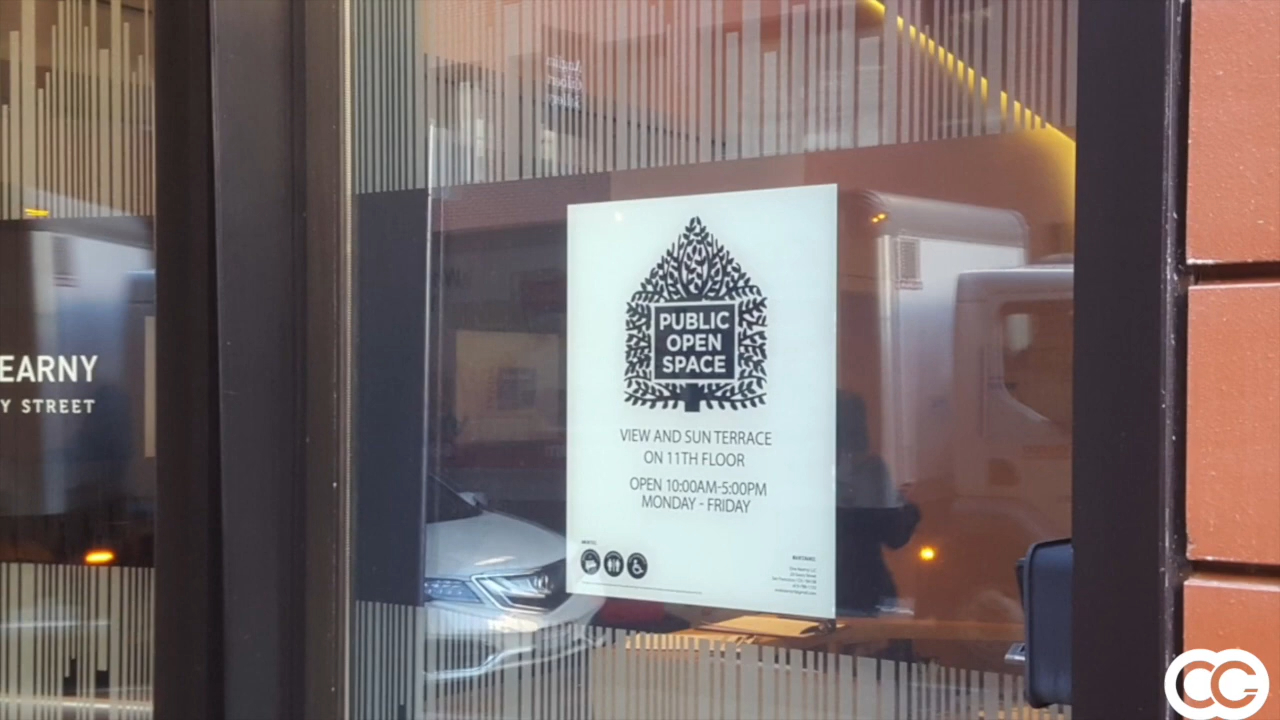 EARNY
Y STREET
PUBLIC
OPEN
SPACE
VIEW AND SUN TERRACE
ON 11TH FLOOR
OPEN 10:00AM-5:00PM
MONDAY - FRIDAY
CC